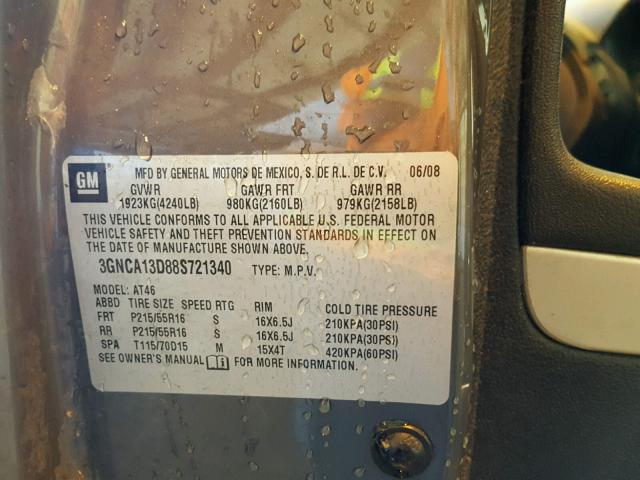 GM
MFD BY GENERAL MOTORS DE MEXICO, S. DE R.L. DE C.V. 06/08
GVWR GAWR FRT GAWR RR
1923KG(4240LB) 980KG(2160LB) 979KG(2158LB)
THIS VEHICLE CONFORMS TO ALL APPLICABLE U.S. FEDERAL MOTOR
VEHICLE SAFETY AND THEFT PREVENTION STANDARDS IN EFFECT ON
THE DATE OF MANUFACTURE SHOWN ABOVE.
3GNCA13D88S721340 TYPE: M.P.V.
MODEL: AT46
ABBD TIRE SIZE SPEED RTG RIM COLD TIRE PRESSURE
FRT P215/55R16 S 16X6.5J 210KPA(30PSI)
RR P215/55R16 S 16X6.5J 210KPA(30PSI)
SPA T115/70D15 M 15X4T 420KPA(60PSI)
SEE OWNER'S MANUAL FOR MORE INFORMATION.